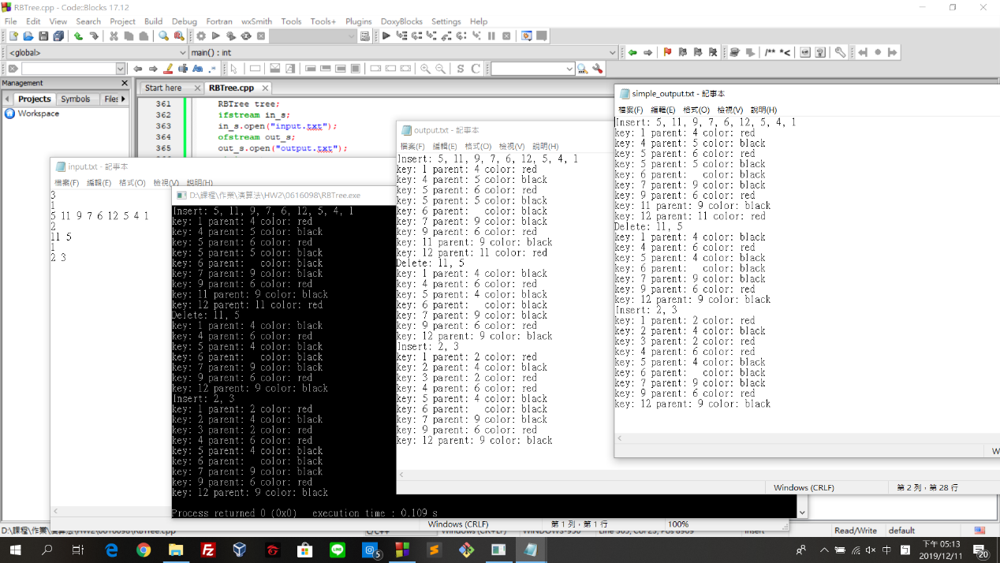 RBTree.cpp - Code::Blocks 17.12
File Edit View Search Project Build Debug Fortran wxSmith Tools Tools+ Plugins DoxyBlocks Settings Help
<global>
main() : int
/** *<
S C
Management
Projects Symbols Files
Workspace
Start here
RBTree.cpp
361 RBTree tree;
362 ifstream in_s;
363 in_s.open("input.txt");
364 ofstream out_s;
365 out_s.open("output.txt");
input.txt - 記事本
檔案(F) 編輯(E) 格式(O) 檢視(V) 說明(H)
3
1
5 11 9 7 6 12 5 4 1
2
11 5
1
2 3
D:\課程\作業\演算法\HW2\0616098\RBTree.exe
Insert: 5, 11, 9, 7, 6, 12, 5, 4, 1
key: 1 parent: 4 color: red
key: 4 parent: 5 color: black
key: 5 parent: 6 color: red
key: 5 parent: 5 color: black
key: 6 parent:   color: black
key: 7 parent: 9 color: black
key: 9 parent: 6 color: red
key: 11 parent: 9 color: black
key: 12 parent: 11 color: red
Delete: 11, 5
key: 1 parent: 4 color: black
key: 4 parent: 6 color: red
key: 5 parent: 4 color: black
key: 6 parent:   color: black
key: 7 parent: 9 color: black
key: 9 parent: 6 color: red
key: 12 parent: 9 color: black
Insert: 2, 3
key: 1 parent: 2 color: red
key: 2 parent: 4 color: black
key: 3 parent: 2 color: red
key: 4 parent: 6 color: red
key: 5 parent: 4 color: black
key: 6 parent:   color: black
key: 7 parent: 9 color: black
key: 9 parent: 6 color: red
key: 12 parent: 9 color: black
Process returned 0 (0x0)   execution time : 0.109 s
output.txt - 記事本
檔案(F) 編輯(E) 格式(O) 檢視(V) 說明(H)
Insert: 5, 11, 9, 7, 6, 12, 5, 4, 1
key: 1 parent: 4 color: red
key: 4 parent: 5 color: black
key: 5 parent: 6 color: red
key: 5 parent: 5 color: black
key: 6 parent:   color: black
key: 7 parent: 9 color: black
key: 9 parent: 6 color: red
key: 11 parent: 9 color: black
key: 12 parent: 11 color: red
Delete: 11, 5
key: 1 parent: 4 color: black
key: 4 parent: 6 color: red
key: 5 parent: 4 color: black
key: 6 parent:   color: black
key: 7 parent: 9 color: black
key: 9 parent: 6 color: red
key: 12 parent: 9 color: black
Insert: 2, 3
key: 1 parent: 2 color: red
key: 2 parent: 4 color: black
key: 3 parent: 2 color: red
key: 4 parent: 6 color: red
key: 5 parent: 4 color: black
key: 6 parent:   color: black
key: 7 parent: 9 color: black
key: 9 parent: 6 color: red
key: 12 parent: 9 color: black
Windows (CRLF) 第 2 列，第 28 行
simple_output.txt - 記事本
檔案(F) 編輯(E) 格式(O) 檢視(V) 說明(H)
Insert: 5, 11, 9, 7, 6, 12, 5, 4, 1
key: 1 parent: 4 color: red
key: 4 parent: 5 color: black
key: 5 parent: 6 color: red
key: 5 parent: 5 color: black
key: 6 parent:   color: black
key: 7 parent: 9 color: black
key: 9 parent: 6 color: red
key: 11 parent: 9 color: black
key: 12 parent: 11 color: red
Delete: 11, 5
key: 1 parent: 4 color: black
key: 4 parent: 6 color: red
key: 5 parent: 4 color: black
key: 6 parent:   color: black
key: 7 parent: 9 color: black
key: 9 parent: 6 color: red
key: 12 parent: 9 color: black
Insert: 2, 3
key: 1 parent: 2 color: red
key: 2 parent: 4 color: black
key: 3 parent: 2 color: red
key: 4 parent: 6 color: red
key: 5 parent: 4 color: black
key: 6 parent:   color: black
key: 7 parent: 9 color: black
key: 9 parent: 6 color: red
key: 12 parent: 9 color: black
Windows (CRLF) 第 1 列，第 1 行 100%
D:\課程\作業\演算法\HW2\0616098\RBTree.cpp
Read/Write default
5
中
下午 05:13
2019/12/11
20